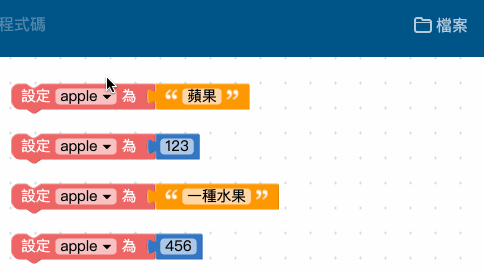 程式碼 檔案
設定 apple 為 “ 蘋果 ”
設定 apple 為 123
設定 apple 為 “ 一種水果 ”
設定 apple 為 456